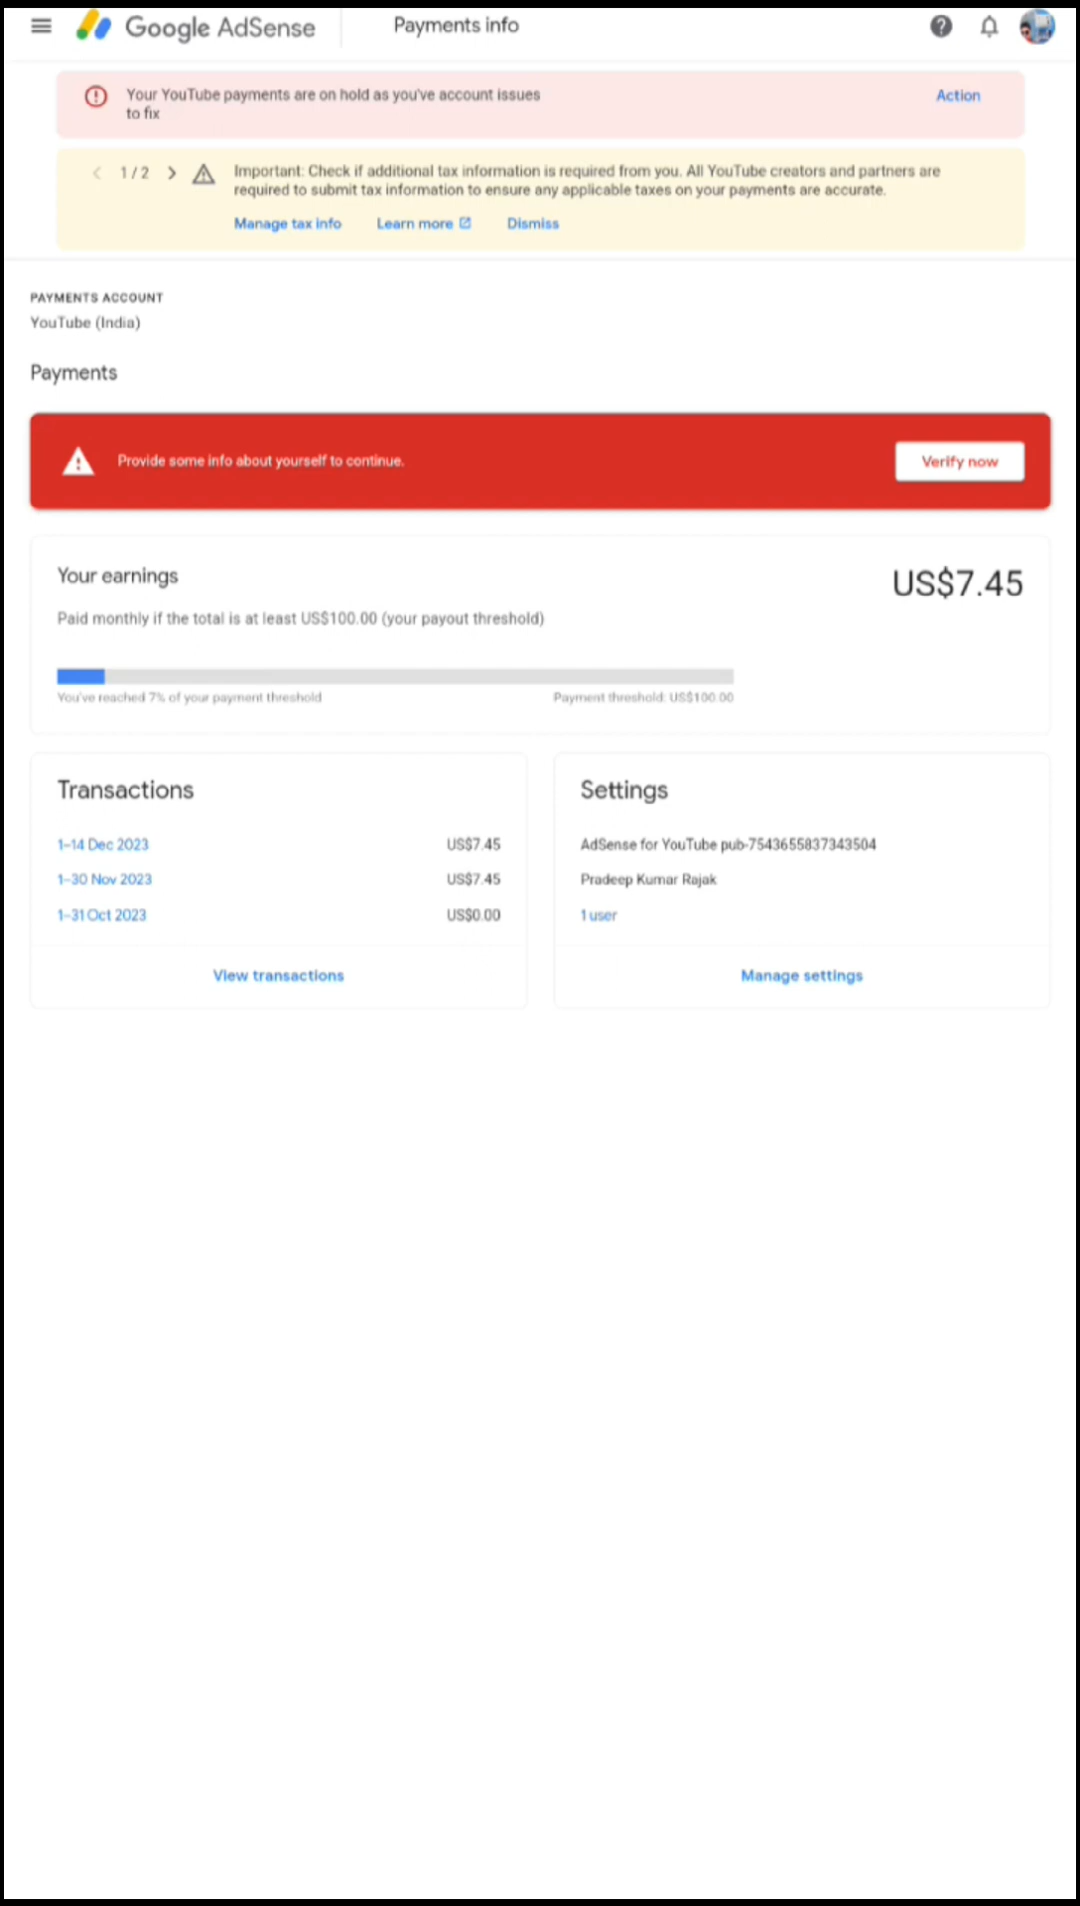 Google AdSense
Payments info
Your YouTube payments are on hold as you've account issues
to fix
Action
1 / 2
Important: Check if additional tax information is required from you. All YouTube creators and partners are
required to submit tax information to ensure any applicable taxes on your payments are accurate.
Manage tax info
Learn more
Dismiss
PAYMENTS ACCOUNT
YouTube (India)
Payments
Provide some info about yourself to continue.
Verify now
Your earnings
US$7.45
Paid monthly if the total is at least US$100.00 (your payout threshold)
You've reached 7% of your payment threshold
Payment threshold: US$100.00
Transactions
1–14 Dec 2023 US$7.45
1–30 Nov 2023 US$7.45
1–31 Oct 2023 US$0.00
View transactions
Settings
AdSense for YouTube pub-7543655837343504
Pradeep Kumar Rajak
1 user
Manage settings